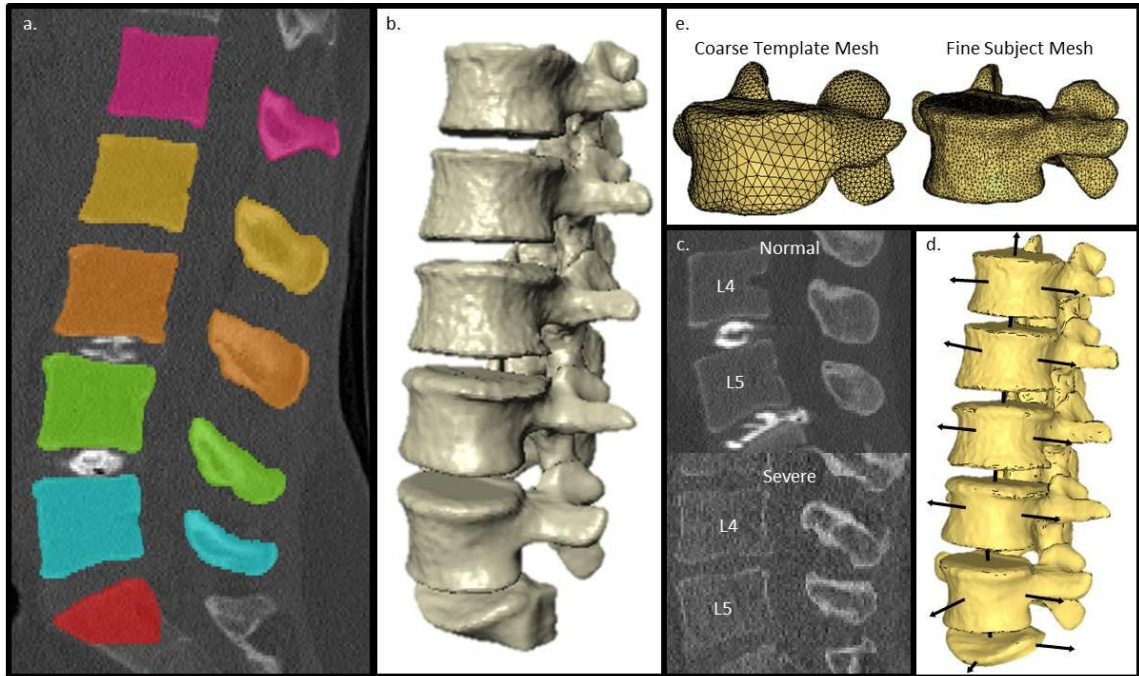 a.
b.
e.
Coarse Template Mesh
Fine Subject Mesh
c.
Normal
L4
L5
Severe
L4
L5
d.